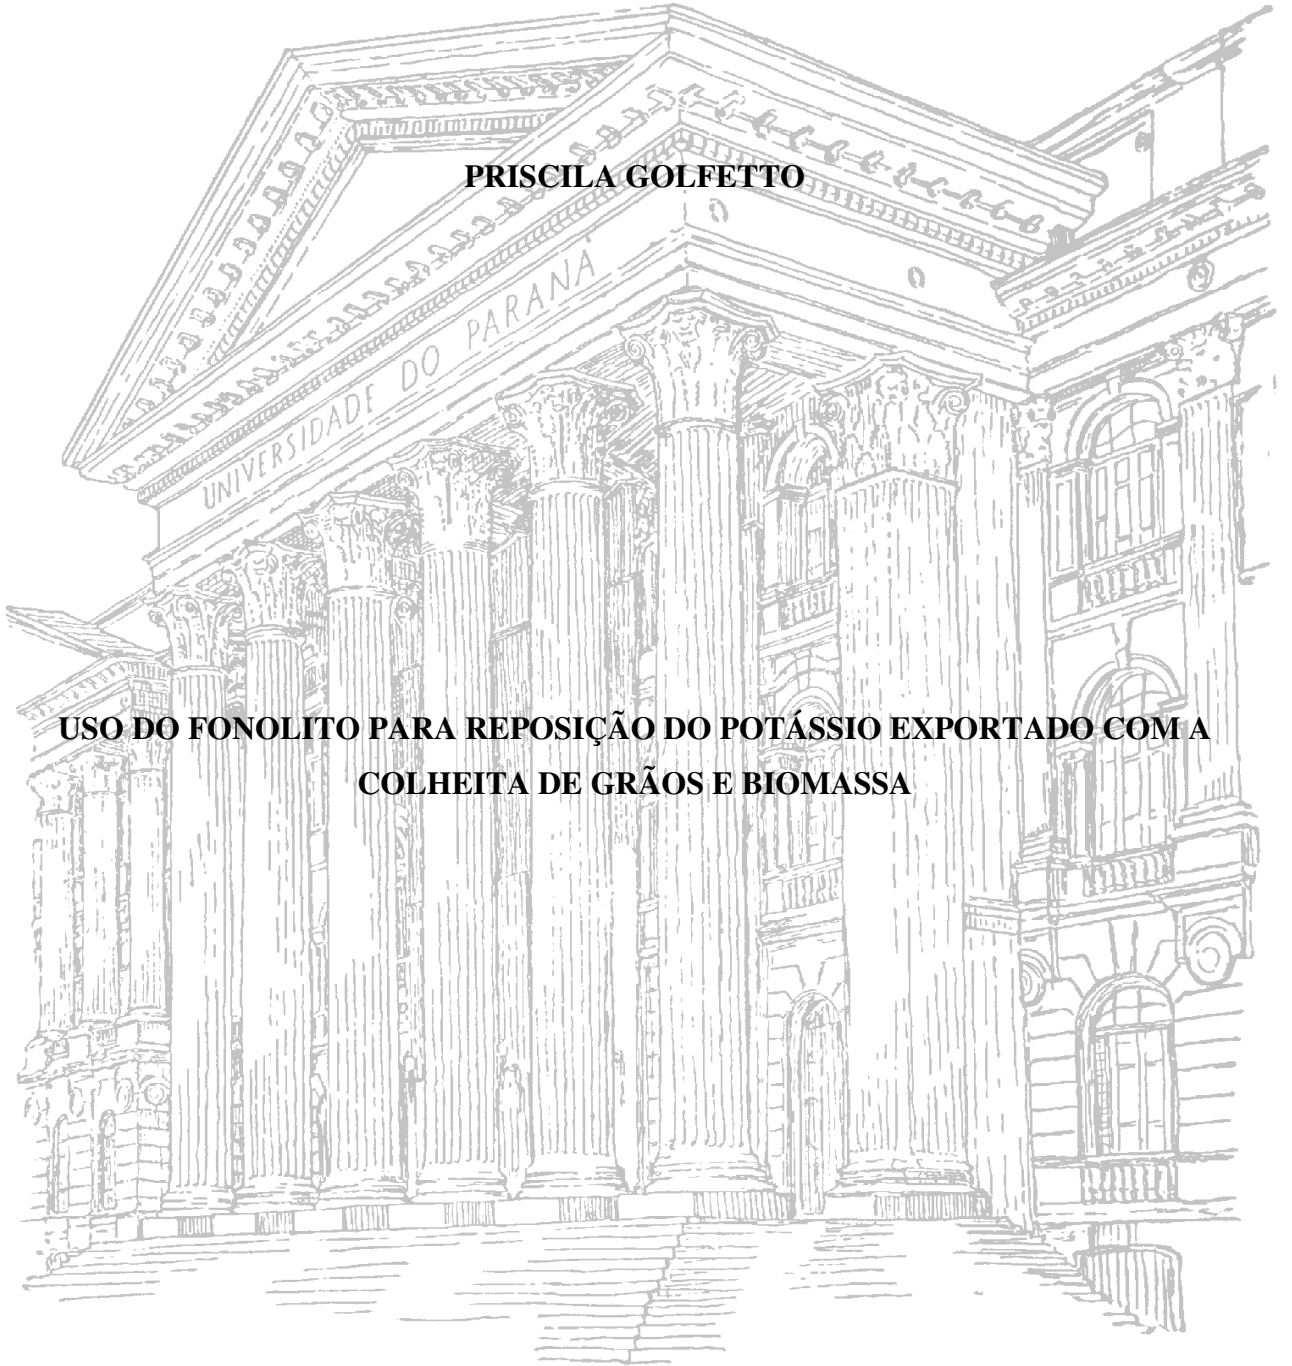 PRISCILA GOLFETTO
UNIVERSIDADE DO PARANÁ
USO DO FONOLITO PARA REPOSIÇÃO DO POTÁSSIO EXPORTADO COM A
COLHEITA DE GRÃOS E BIOMASSA